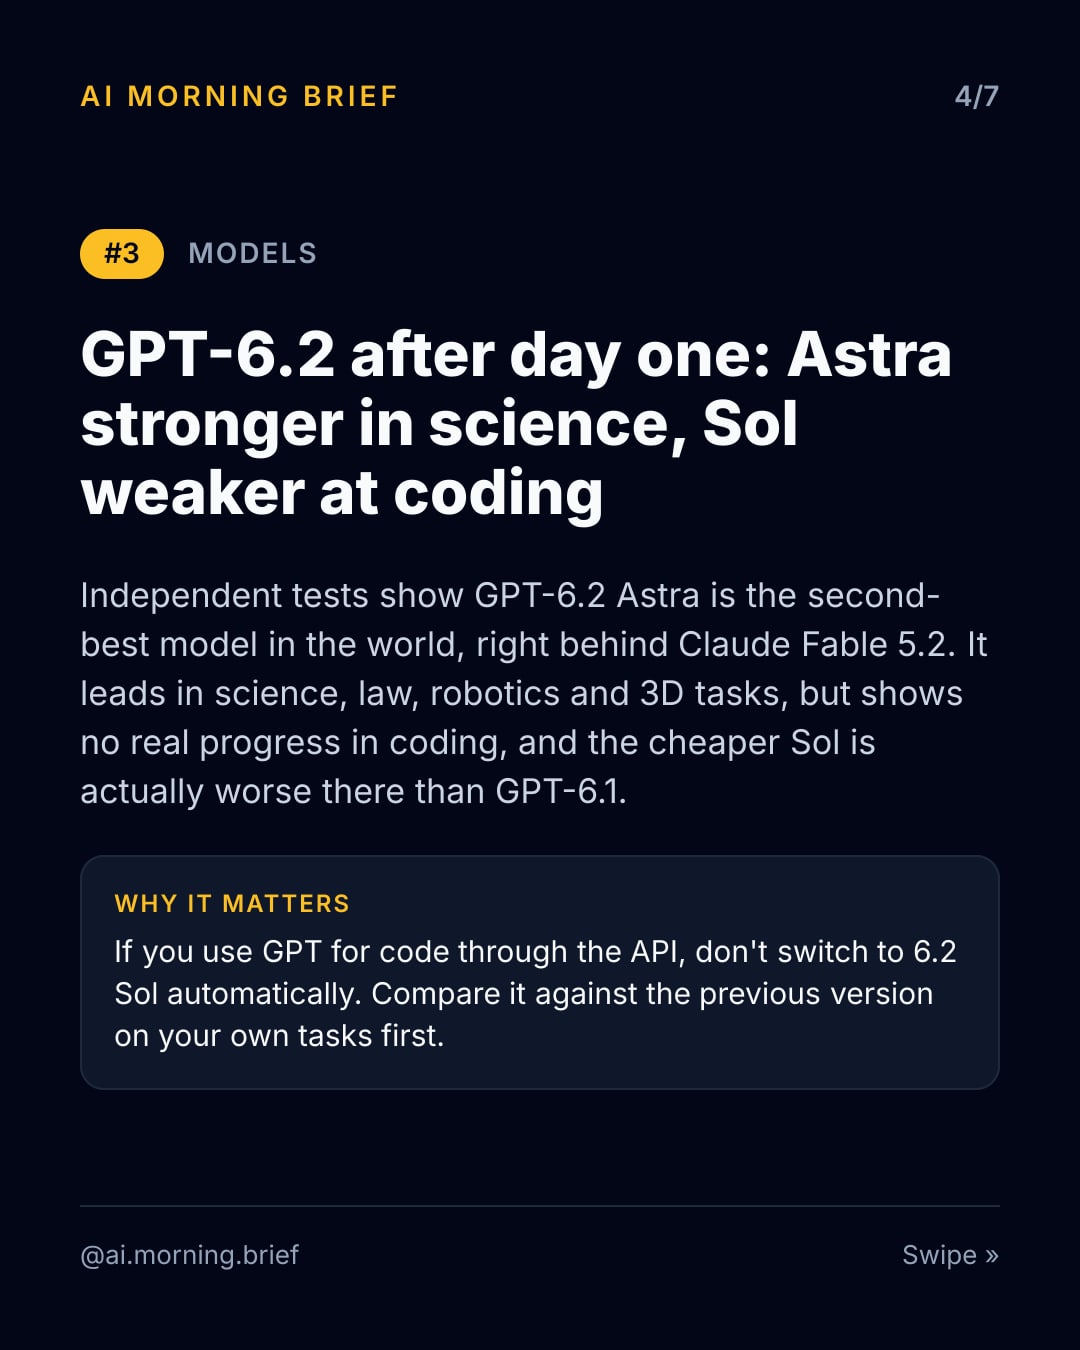 AI MORNING BRIEF
4/7
#3
MODELS
GPT-6.2 after day one: Astra
stronger in science, Sol
weaker at coding
Independent tests show GPT-6.2 Astra is the second-
best model in the world, right behind Claude Fable 5.2. It
leads in science, law, robotics and 3D tasks, but shows
no real progress in coding, and the cheaper Sol is
actually worse there than GPT-6.1.
WHY IT MATTERS
If you use GPT for code through the API, don't switch to 6.2
Sol automatically. Compare it against the previous version
on your own tasks first.
@ai.morning.brief
Swipe »